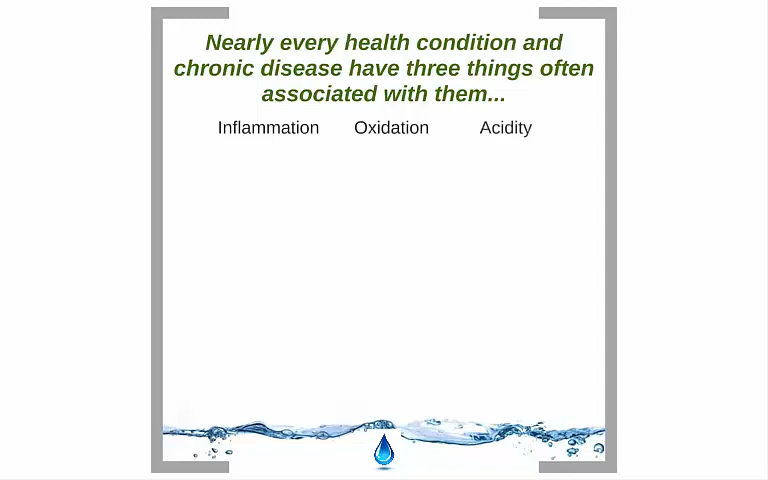 Nearly every health condition and
chronic disease have three things often
associated with them...
Inflammation Oxidation Acidity